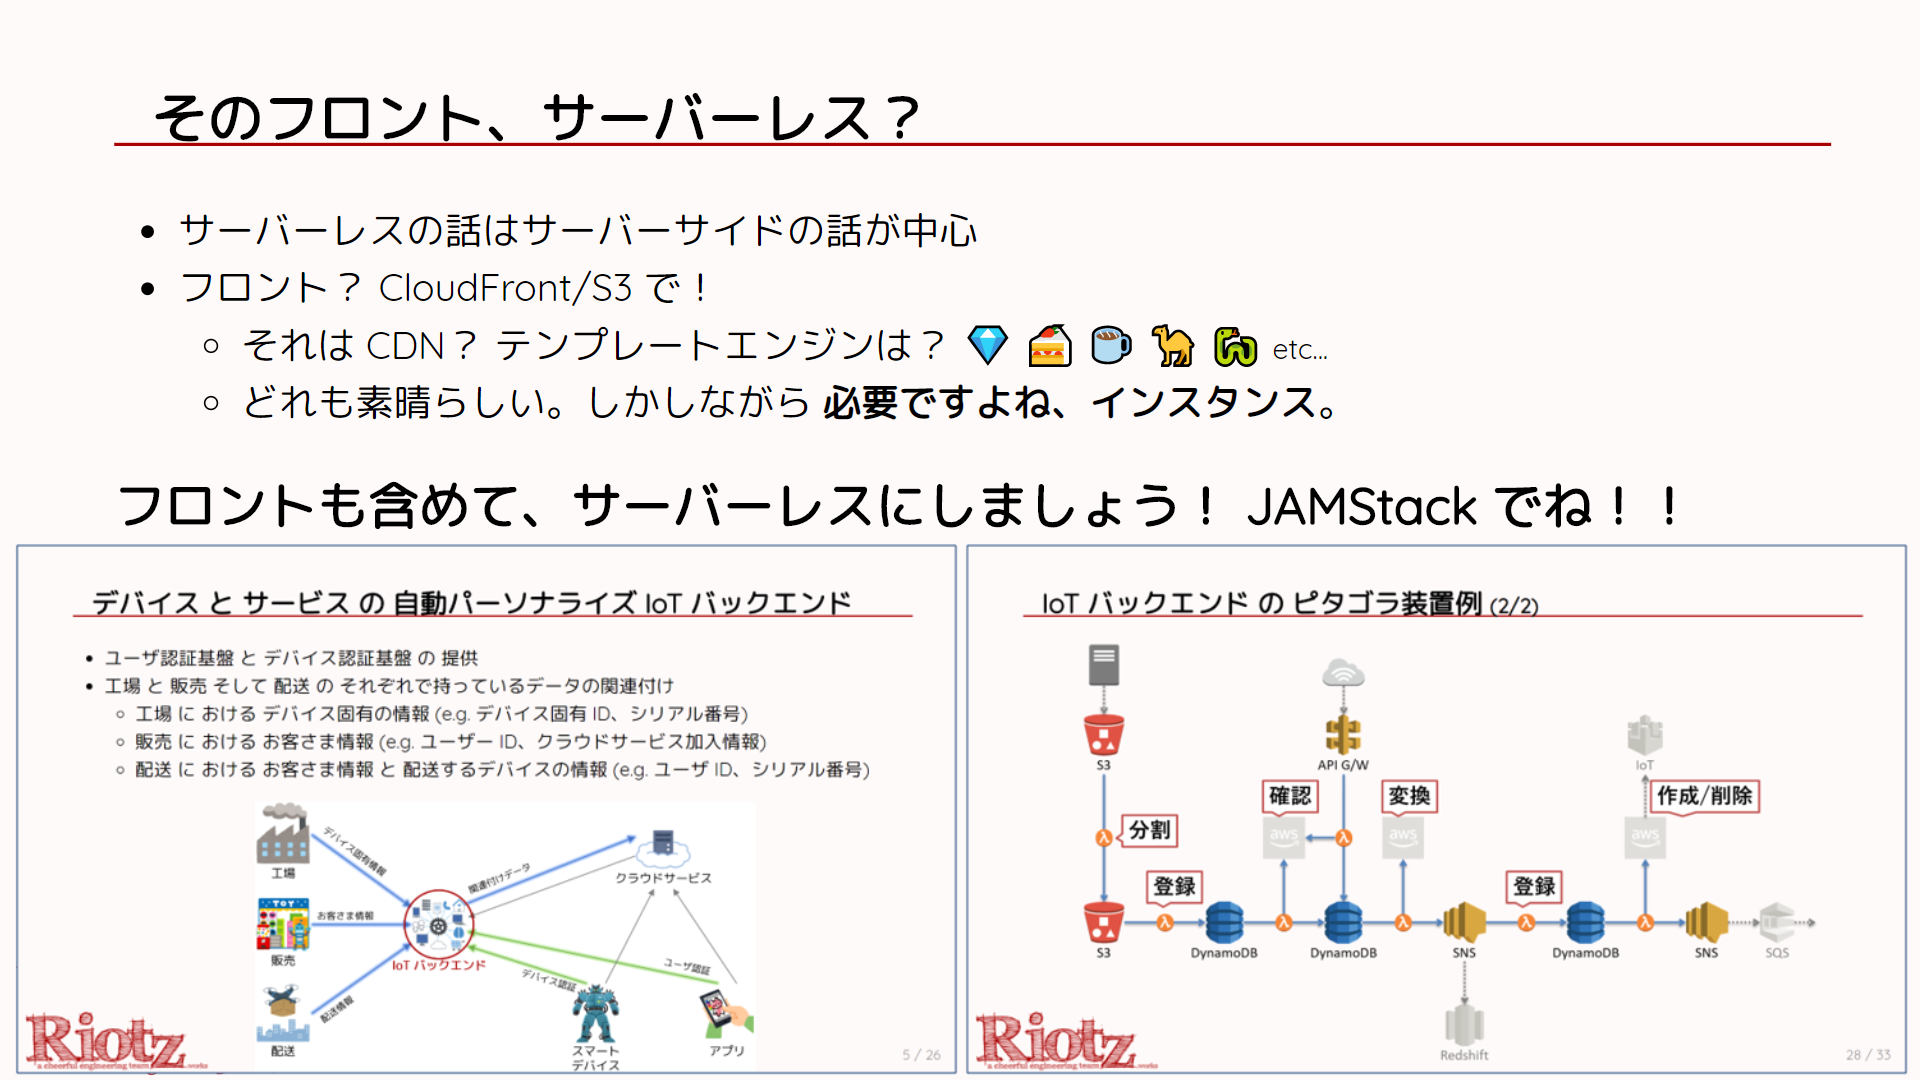 そのフロント、サーバーレス？
サーバーレスの話はサーバーサイドの話が中心
フロント？ CloudFront/S3 で！
それは CDN？ テンプレートエンジンは？ 💎 🍰 ☕ 🐫 🐍 etc...
どれも素晴らしい。しかしながら 必要ですよね、インスタンス。
フロントも含めて、サーバーレスにしましょう！ JAMStack でね！！
デバイス と サービス の 自動パーソナライズ IoT バックエンド
ユーザ認証基盤 と デバイス認証基盤 の 提供
工場 と 販売 そして 配送 の それぞれで持っているデータの関連付け
工場 に おける デバイス固有の情報 (e.g. デバイス固有 ID、シリアル番号)
販売 に おける お客さま情報 (e.g. ユーザー ID、クラウドサービス加入情報)
配送 に おける お客さま情報 と 配送するデバイスの情報 (e.g. ユーザ ID、シリアル番号)
工場
デバイス固有情報
関連付けデータ
クラウドサービス
TOY
お客さま情報
販売
IoT バックエンド
配送情報
デバイス認証
ユーザ認証
配送
スマート
デバイス
アプリ
Riotz
a cheerful engineering team .works
5 / 26
IoT バックエンド の ピタゴラ装置例 (2/2)
S3
API G/W
IoT
確認
変換
作成/削除
分割
aws
aws
aws
λ
λ
登録
登録
λ
λ
λ
λ
λ
S3
DynamoDB
DynamoDB
SNS
DynamoDB
SNS
SQS
Redshift
Riotz
a cheerful engineering team .works
28 / 33